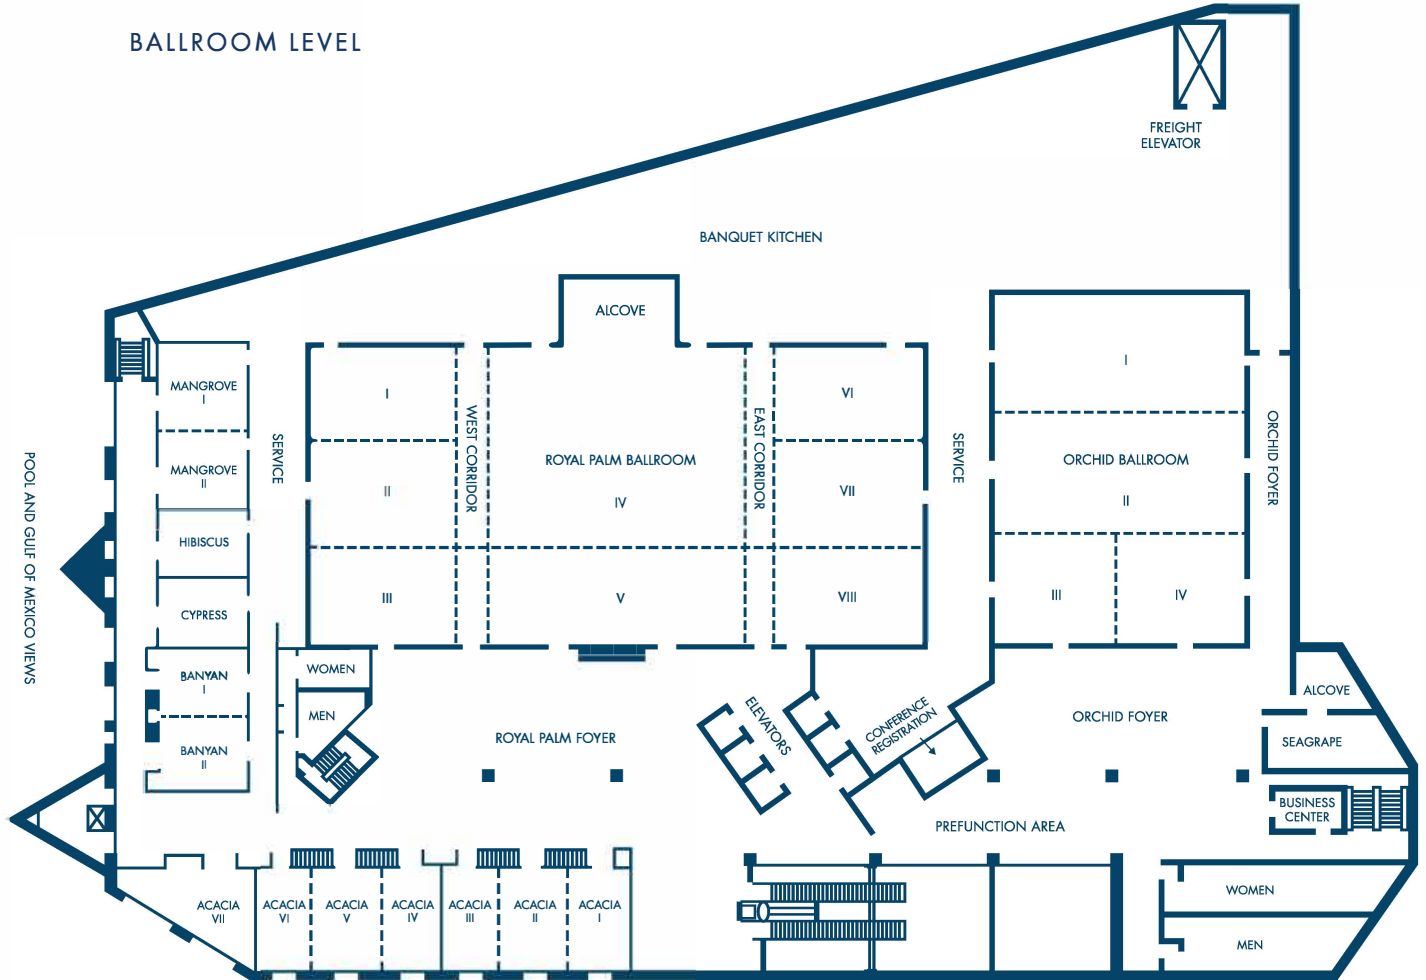 BALLROOM LEVEL
FREIGHT
ELEVATOR
BANQUET KITCHEN
ALCOVE
MANGROVE
I
MANGROVE
II
HIBISCUS
CYPRESS
BANYAN
I
BANYAN
II
POOL AND GULF OF MEXICO VIEWS
SERVICE
I
II
III
WEST CORRIDOR
ROYAL PALM BALLROOM
IV
V
EAST CORRIDOR
VI
VII
VIII
SERVICE
I
ORCHID BALLROOM
II
III
IV
ORCHID FOYER
WOMEN
MEN
ROYAL PALM FOYER
ELEVATORS
CONFERENCE
REGISTRATION
ORCHID FOYER
ALCOVE
SEAGRAPE
BUSINESS
CENTER
PREFUNCTION AREA
ACACIA
VII
ACACIA
VI
ACACIA
V
ACACIA
IV
ACACIA
III
ACACIA
II
ACACIA
I
WOMEN
MEN